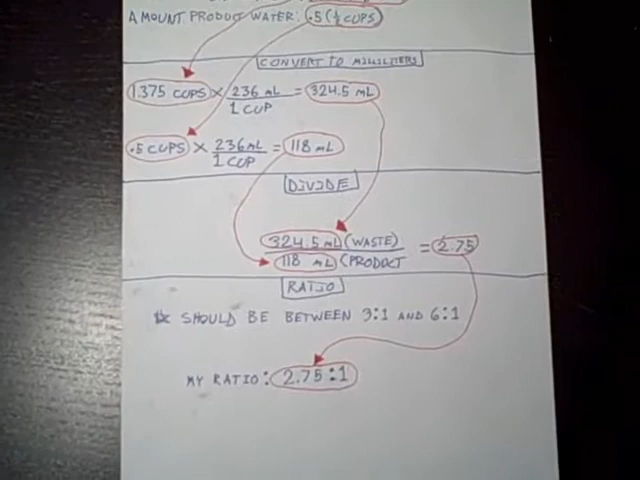 AMOUNT PRODUCT WATER: .5 (½ CUPS)
CONVERT TO MILLILITERS
1.375 CUPS × 236 mL / 1 CUP = 324.5 mL
.5 CUPS × 236 mL / 1 CUP = 118 mL
DIVIDE
324.5 mL (WASTE) / 118 mL (PRODUCT = 2.75
RATIO
SHOULD BE BETWEEN 3:1 AND 6:1
MY RATIO: 2.75:1